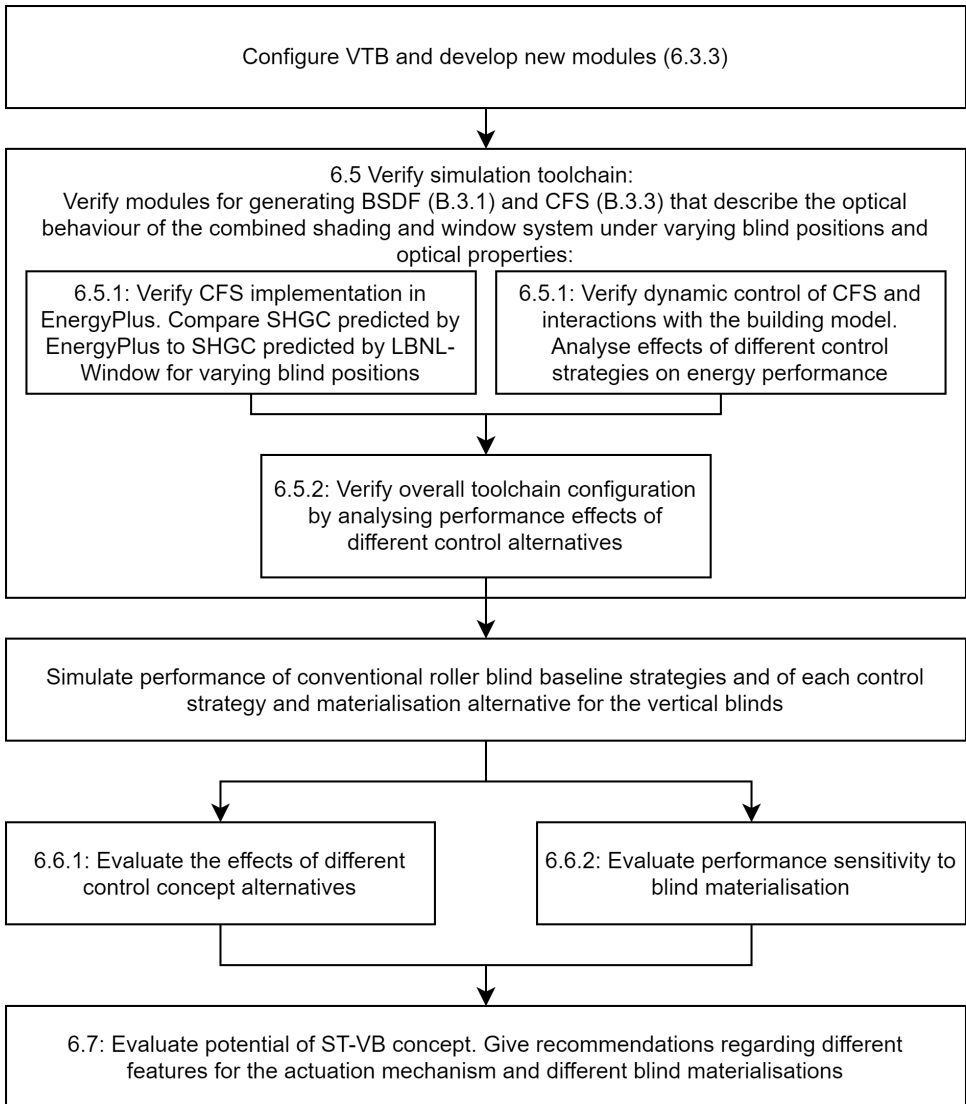 Configure VTB and develop new modules (6.3.3)
6.5 Verify simulation toolchain:
Verify modules for generating BSDF (B.3.1) and CFS (B.3.3) that describe the optical
behaviour of the combined shading and window system under varying blind positions and
optical properties:
6.5.1: Verify CFS implementation in
EnergyPlus. Compare SHGC predicted by
EnergyPlus to SHGC predicted by LBNL-
Window for varying blind positions
6.5.1: Verify dynamic control of CFS and
interactions with the building model.
Analyse effects of different control
strategies on energy performance
6.5.2: Verify overall toolchain configuration
by analysing performance effects of
different control alternatives
Simulate performance of conventional roller blind baseline strategies and of each control
strategy and materialisation alternative for the vertical blinds
6.6.1: Evaluate the effects of different
control concept alternatives
6.6.2: Evaluate performance sensitivity to
blind materialisation
6.7: Evaluate potential of ST-VB concept. Give recommendations regarding different
features for the actuation mechanism and different blind materialisations